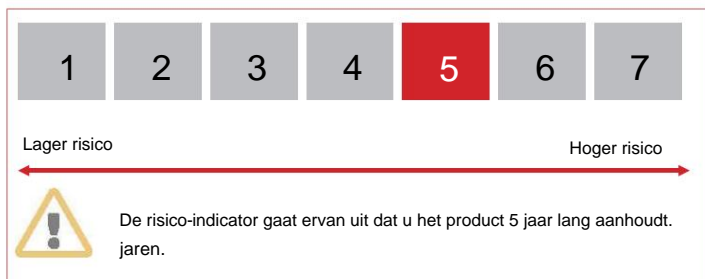 1 2 3 4 5 6 7
Lager risico Hoger risico
De risico-indicator gaat ervan uit dat u het product 5 jaar lang aanhoudt.
jaren.